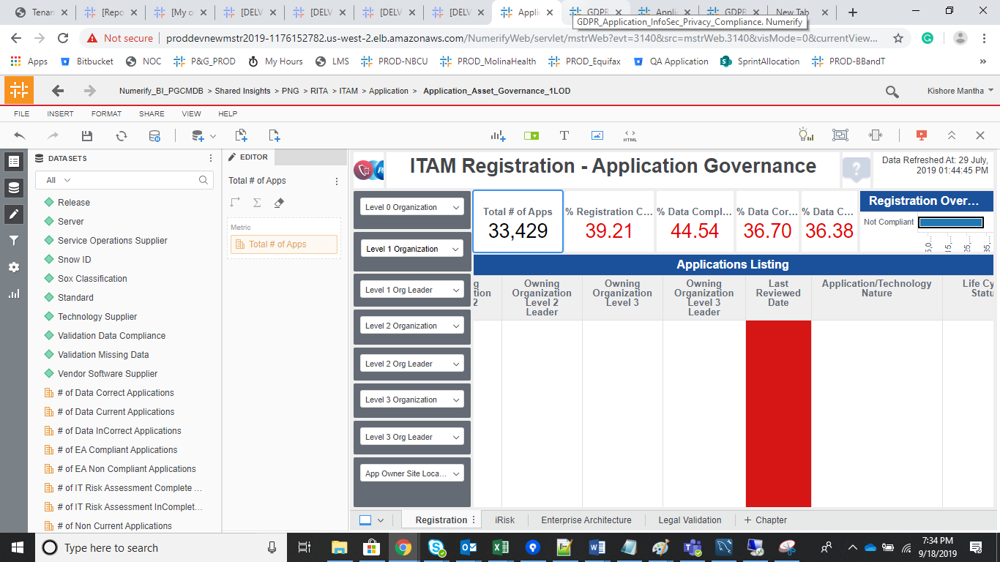 Tenan
[Repo
[My o
[DELV
[DELV
[DELV
[DELV
Appli
GDPR
Appli
GDPR
New Tab
GDPR_Application_InfoSec_Privacy_Compliance. Numerify
Not secure
proddevnewmstr2019-1176152782.us-west-2.elb.amazonaws.com/NumerifyWeb/servlet/mstrWeb?evt=3140&src=mstrWeb.3140&visMode=0&currentView...
Apps
Bitbucket
NOC
P&G_PROD
My Hours
LMS
PROD-NBCU
PROD_MolinaHealth
PROD_Equifax
QA Application
SprintAllocation
PROD-BBandT
»
Numerify_BI_PGCMDB > Shared Insights > PNG > RITA > ITAM > Application > Application_Asset_Governance_1LOD
Kishore Mantha
FILE INSERT FORMAT SHARE VIEW HELP
HTML
DATASETS
All
Release
Server
Service Operations Supplier
Snow ID
Sox Classification
Standard
Technology Supplier
Validation Data Compliance
Validation Missing Data
Vendor Software Supplier
# of Data Correct Applications
# of Data Current Applications
# of Data InCorrect Applications
# of EA Compliant Applications
# of EA Non Compliant Applications
# of IT Risk Assessment Complete ...
# of IT Risk Assessment InComplet...
# of Non Current Applications
EDITOR
Total # of Apps
Metric
Total # of Apps
ITAM Registration - Application Governance
?
Data Refreshed At: 29 July,
2019 01:44:45 PM
Level 0 Organization
Level 1 Organization
Level 1 Org Leader
Level 2 Organization
Level 2 Org Leader
Level 3 Organization
Level 3 Org Leader
App Owner Site Loca...
Total # of Apps
33,429
% Registration C...
39.21
% Data Compl...
44.54
% Data Cor...
36.70
% Data C...
36.38
Registration Over...
Not Compliant
5,0...
15,...
25,...
35,...
Applications Listing
g
tion
2
Owning
Organization
Level 2
Leader
Owning
Organization
Level 3
Owning
Organization
Level 3
Leader
Last
Reviewed
Date
Application/Technology
Nature
Life Cy
Statu
Registration
iRisk
Enterprise Architecture
Legal Validation
+ Chapter
Type here to search
7:34 PM
9/18/2019